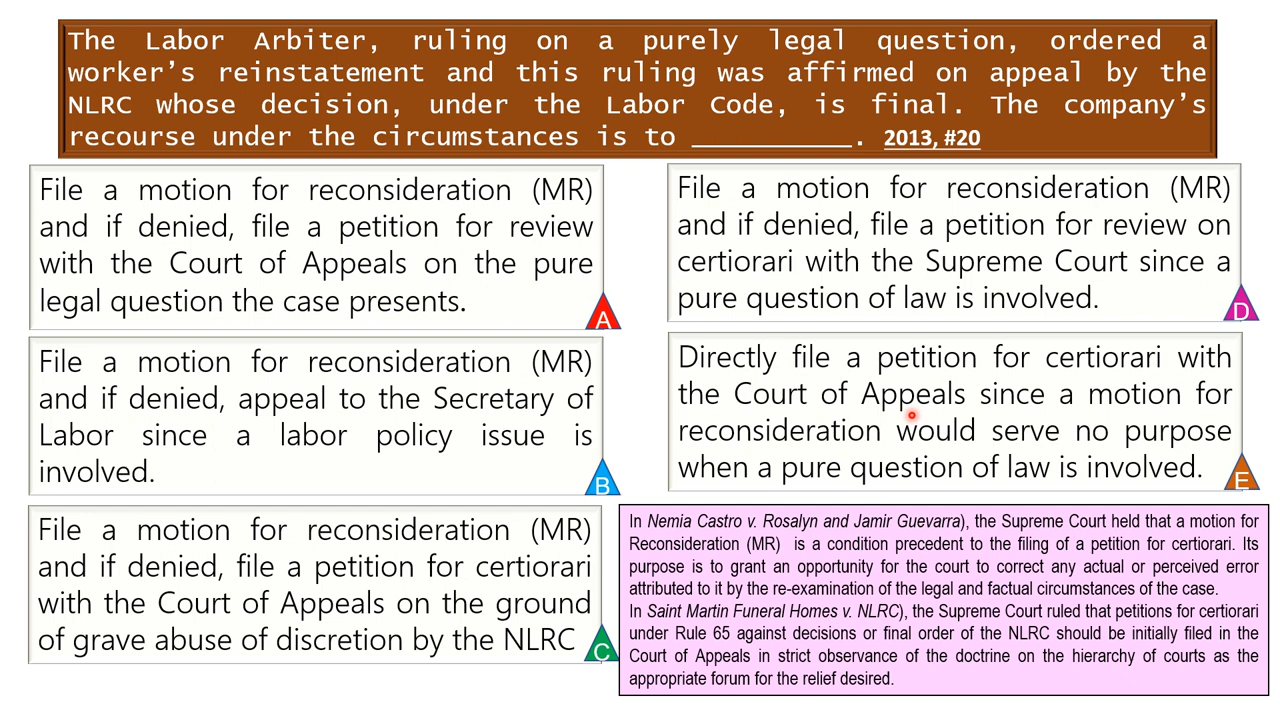 The Labor Arbiter, ruling on a purely legal question, ordered a
worker's reinstatement and this ruling was affirmed on appeal by the
NLRC whose decision, under the Labor Code, is final. The company's
recourse under the circumstances is to __________. 2013, #20
File a motion for reconsideration (MR)
and if denied, file a petition for review
with the Court of Appeals on the pure
legal question the case presents.
A
File a motion for reconsideration (MR)
and if denied, appeal to the Secretary of
Labor since a labor policy issue is
involved.
B
File a motion for reconsideration (MR)
and if denied, file a petition for certiorari
with the Court of Appeals on the ground
of grave abuse of discretion by the NLRC
C
File a motion for reconsideration (MR)
and if denied, file a petition for review on
certiorari with the Supreme Court since a
pure question of law is involved.
D
Directly file a petition for certiorari with
the Court of Appeals since a motion for
reconsideration would serve no purpose
when a pure question of law is involved.
E
In Nemia Castro v. Rosalyn and Jamir Guevarra), the Supreme Court held that a motion for
Reconsideration (MR) is a condition precedent to the filing of a petition for certiorari. Its
purpose is to grant an opportunity for the court to correct any actual or perceived error
attributed to it by the re-examination of the legal and factual circumstances of the case.
In Saint Martin Funeral Homes v. NLRC), the Supreme Court ruled that petitions for certiorari
under Rule 65 against decisions or final order of the NLRC should be initially filed in the
Court of Appeals in strict observance of the doctrine on the hierarchy of courts as the
appropriate forum for the relief desired.